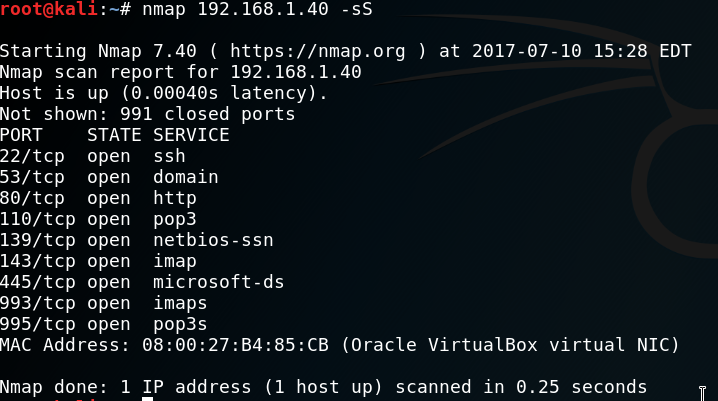 root@kali:~# nmap 192.168.1.40 -sS

Starting Nmap 7.40 ( https://nmap.org ) at 2017-07-10 15:28 EDT
Nmap scan report for 192.168.1.40
Host is up (0.00040s latency).
Not shown: 991 closed ports
PORT    STATE SERVICE
22/tcp  open  ssh
53/tcp  open  domain
80/tcp  open  http
110/tcp open  pop3
139/tcp open  netbios-ssn
143/tcp open  imap
445/tcp open  microsoft-ds
993/tcp open  imaps
995/tcp open  pop3s
MAC Address: 08:00:27:B4:85:CB (Oracle VirtualBox virtual NIC)

Nmap done: 1 IP address (1 host up) scanned in 0.25 seconds